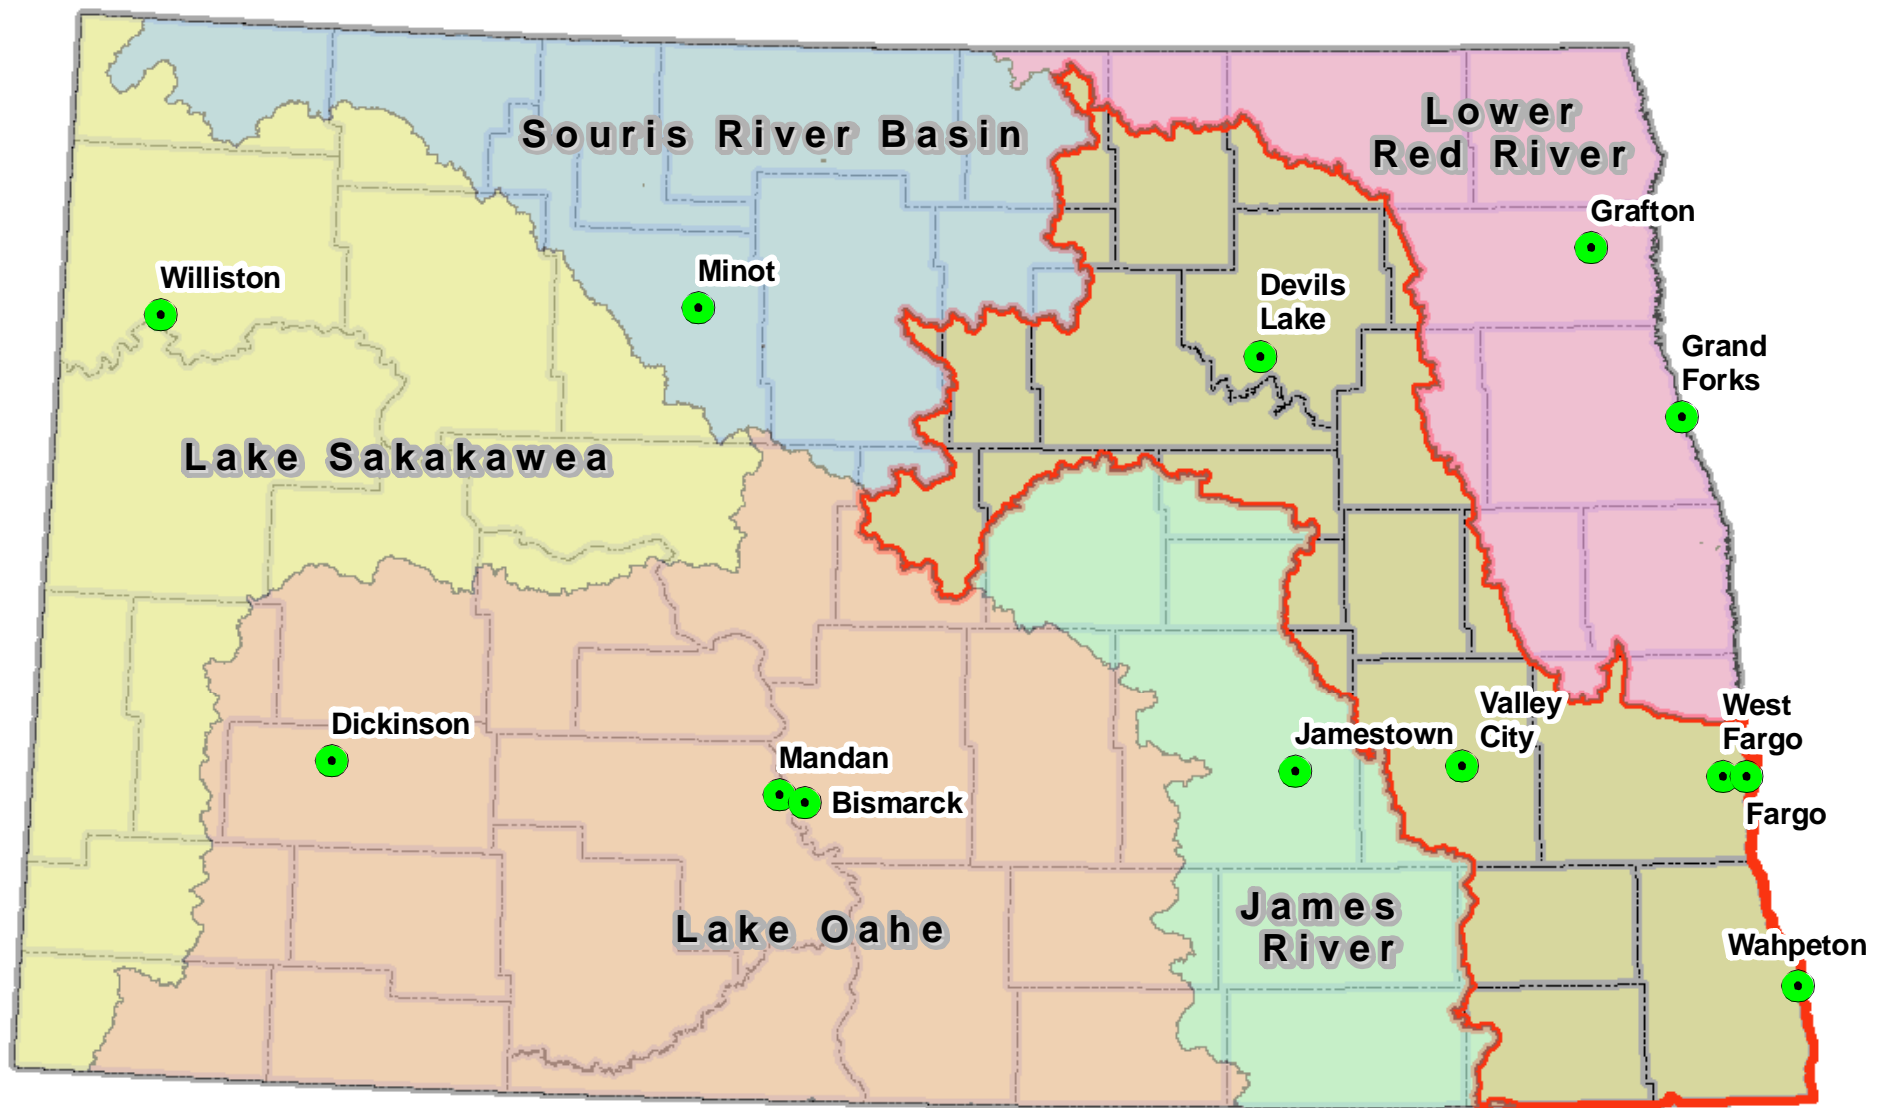 Lower
Red River
Souris River Basin
Grafton
Williston
Minot
Devils
Lake
Grand
Forks
Lake Sakakawea
Dickinson
Mandan
Bismarck
Jamestown
Valley
City
West
Fargo
Fargo
James
River
Lake Oahe
Wahpeton